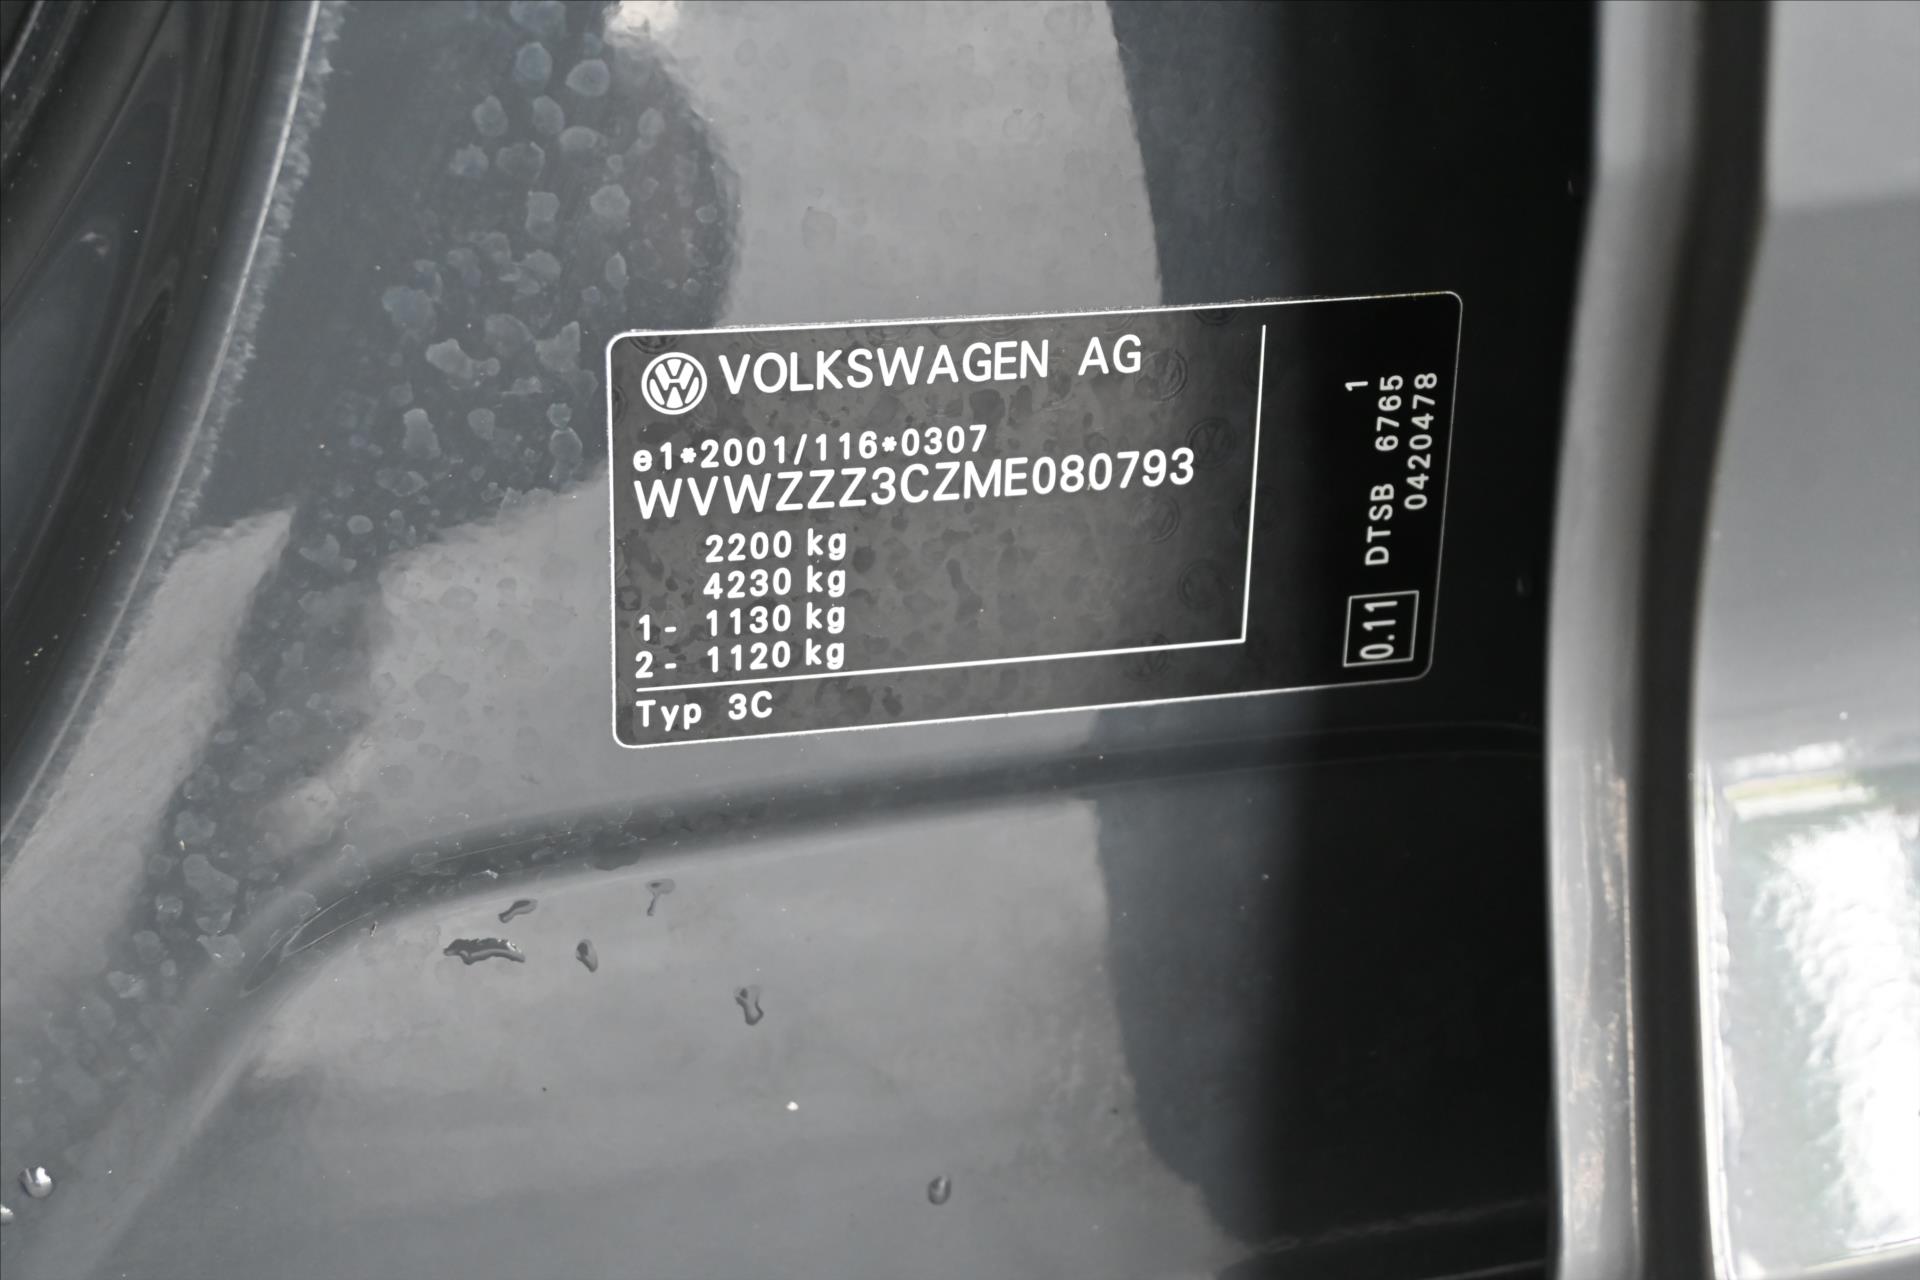 VOLKSWAGEN AG
e1*2001/116*0307
WVWZZZ3CZME080793
2200 kg
4230 kg
1- 1130 kg
2- 1120 kg
Typ 3C
1
DTSB 6765
0420478
0.11